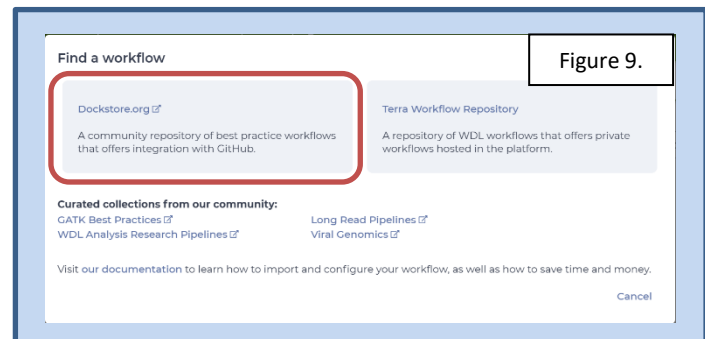 Find a workflow
Figure 9.
Dockstore.org
A community repository of best practice workflows
that offers integration with GitHub.
Terra Workflow Repository
A repository of WDL workflows that offers private
workflows hosted in the platform.
Curated collections from our community:
GATK Best Practices
Long Read Pipelines
WDL Analysis Research Pipelines
Viral Genomics
Visit our documentation to learn how to import and configure your workflow, as well as how to save time and money.
Cancel